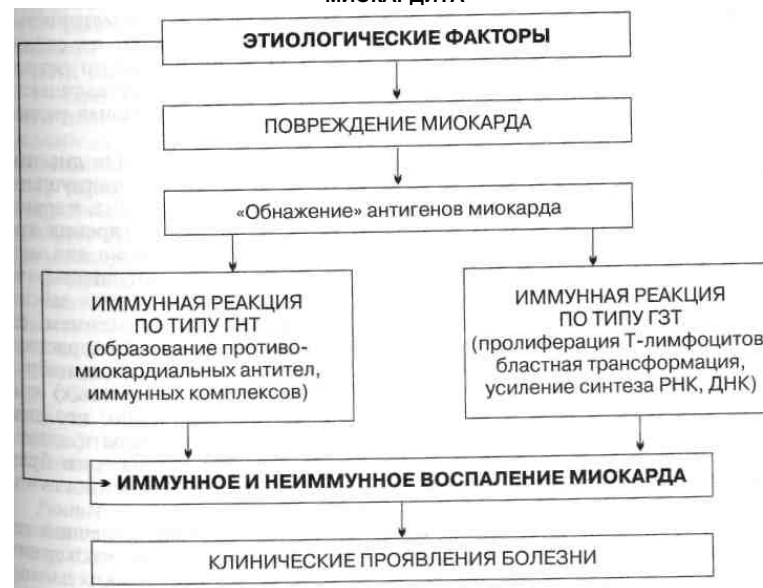 МИОКАРДИТА
ЭТИОЛОГИЧЕСКИЕ ФАКТОРЫ
ПОВРЕЖДЕНИЕ МИОКАРДА
«Обнажение» антигенов миокарда
ИММУННАЯ РЕАКЦИЯ
ПО ТИПУ ГНТ
(образование противо-
миокардиальных антител,
иммунных комплексов)
ИММУННАЯ РЕАКЦИЯ
ПО ТИПУ ГЗТ
(пролиферация Т-лимфоцитов,
бластная трансформация,
усиление синтеза РНК, ДНК)
ИММУННОЕ И НЕИММУННОЕ ВОСПАЛЕНИЕ МИОКАРДА
КЛИНИЧЕСКИЕ ПРОЯВЛЕНИЯ БОЛЕЗНИ